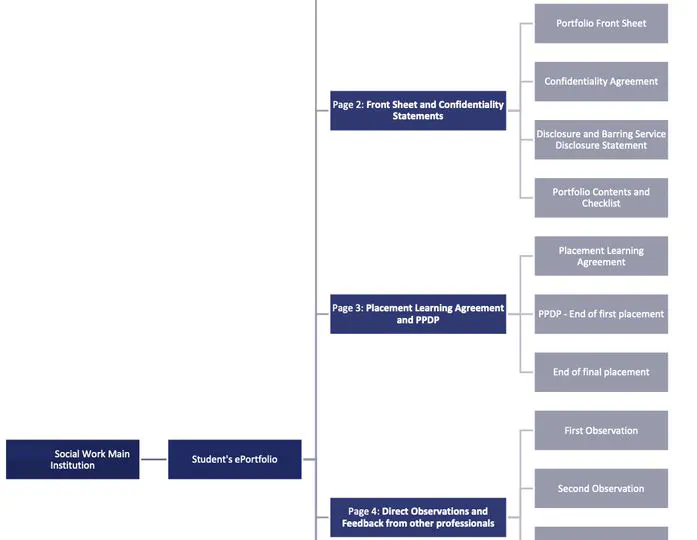 Portfolio Front Sheet
Confidentiality Agreement
Page 2: Front Sheet and Confidentiality
Statements
Disclosure and Barring Service
Disclosure Statement
Portfolio Contents and
Checklist
Placement Learning
Agreement
Page 3: Placement Learning Agreement
and PPDP
PPDP - End of first placement
End of final placement
First Observation
Social Work Main
Institution
Student's ePortfolio
Second Observation
Page 4: Direct Observations and
Feedback from other professionals